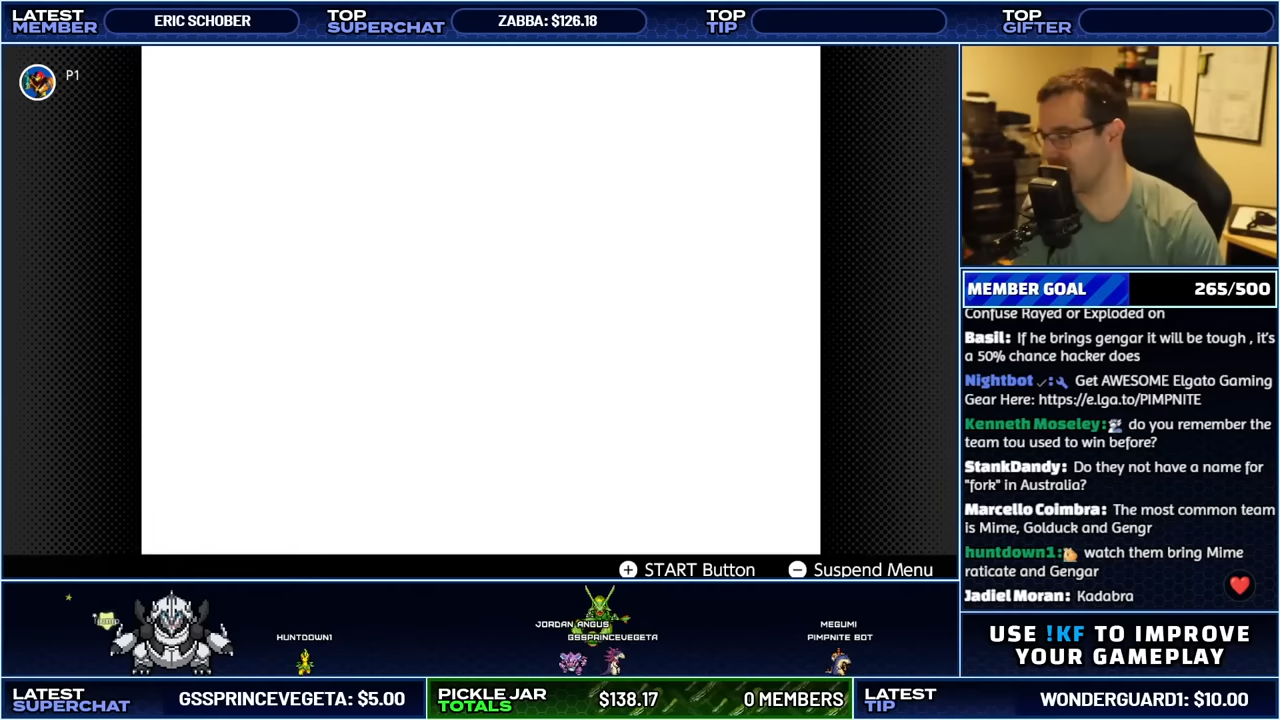 LATEST MEMBER
ERIC SCHOBER
TOP SUPERCHAT
ZABBA: $126.18
TOP TIP
TOP GIFTER
P1
START Button
Suspend Menu
MEMBER GOAL
265/500
Confuse Rayed or Exploded on
Basil: If he brings gengar it will be tough , it's
a 50% chance hacker does
Nightbot : Get AWESOME Elgato Gaming
Gear Here: https://e.lga.to/PIMPNITE
Kenneth Moseley: do you remember the
team tou used to win before?
StankDandy: Do they not have a name for
"fork" in Australia?
Marcello Coimbra: The most common team
is Mime, Golduck and Gengr
huntdown1: watch them bring Mime
raticate and Gengar
Jadiel Moran: Kadabra
HUNTDOWN1
JORDAN ANGUS
GSSPRINCEVEGETA
MEGUMI
PIMPNITE BOT
USE !KF TO IMPROVE
YOUR GAMEPLAY
LATEST SUPERCHAT
GSSPRINCEVEGETA: $5.00
PICKLE JAR TOTALS
$138.17
0 MEMBERS
LATEST TIP
WONDERGUARD1: $10.00